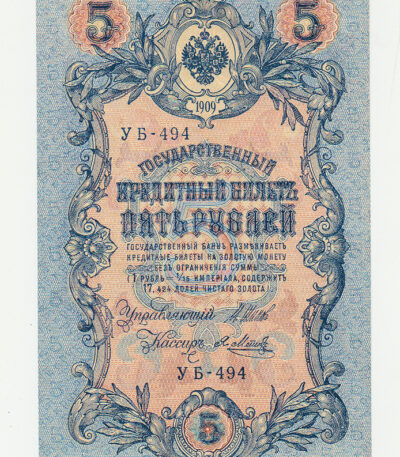 5 5
1909
УБ-494
ГОСУДАРСТВЕННЫЙ
КРЕДИТНЫЙ БИЛЕТЪ
ПЯТЬ РУБЛЕЙ
ГОСУДАРСТВЕННЫЙ БАНКЪ РАЗМѢНИВАЕТЪ
КРЕДИТНЫЕ БИЛЕТЫ НА ЗОЛОТУЮ МОНЕТУ
БЕЗЪ ОГРАНИЧЕНІЯ СУММЫ
(1 РУБЛЬ = 1/15 ИМПЕРІАЛА, СОДЕРЖИТЪ
17,424 ДОЛЕЙ ЧИСТАГО ЗОЛОТА)
Управляющій
Кассиръ
УБ-494
5